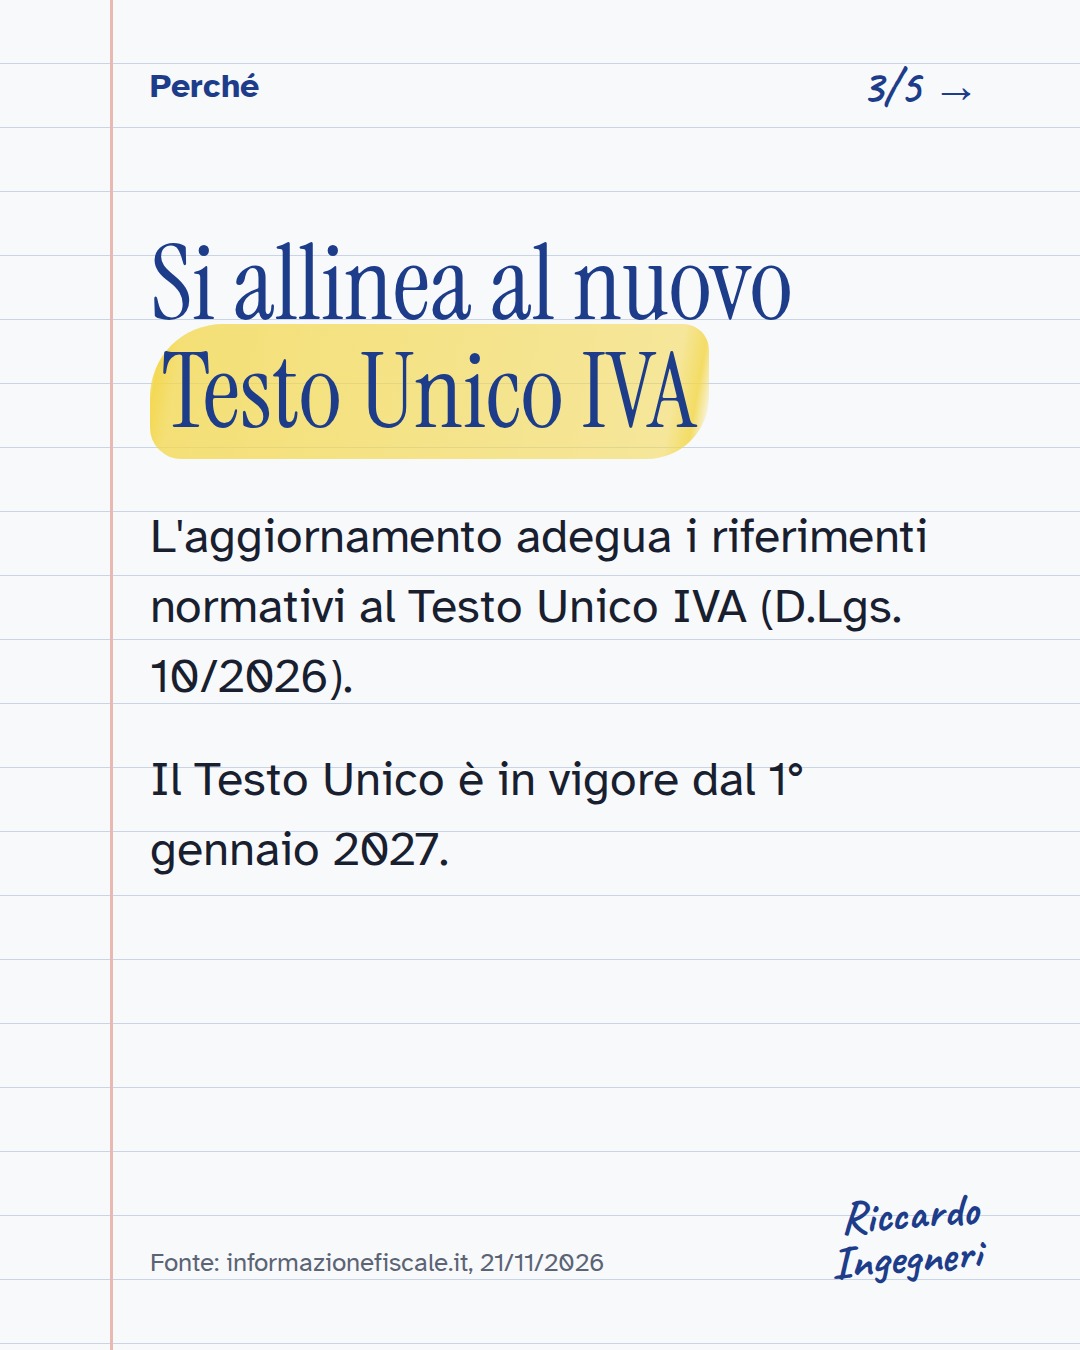 Perché
3/5 →
Si allinea al nuovo
Testo Unico IVA
L'aggiornamento adegua i riferimenti
normativi al Testo Unico IVA (D.Lgs.
10/2026).
Il Testo Unico è in vigore dal 1°
gennaio 2027.
Fonte: informazionefiscale.it, 21/11/2026
Riccardo
Ingegneri